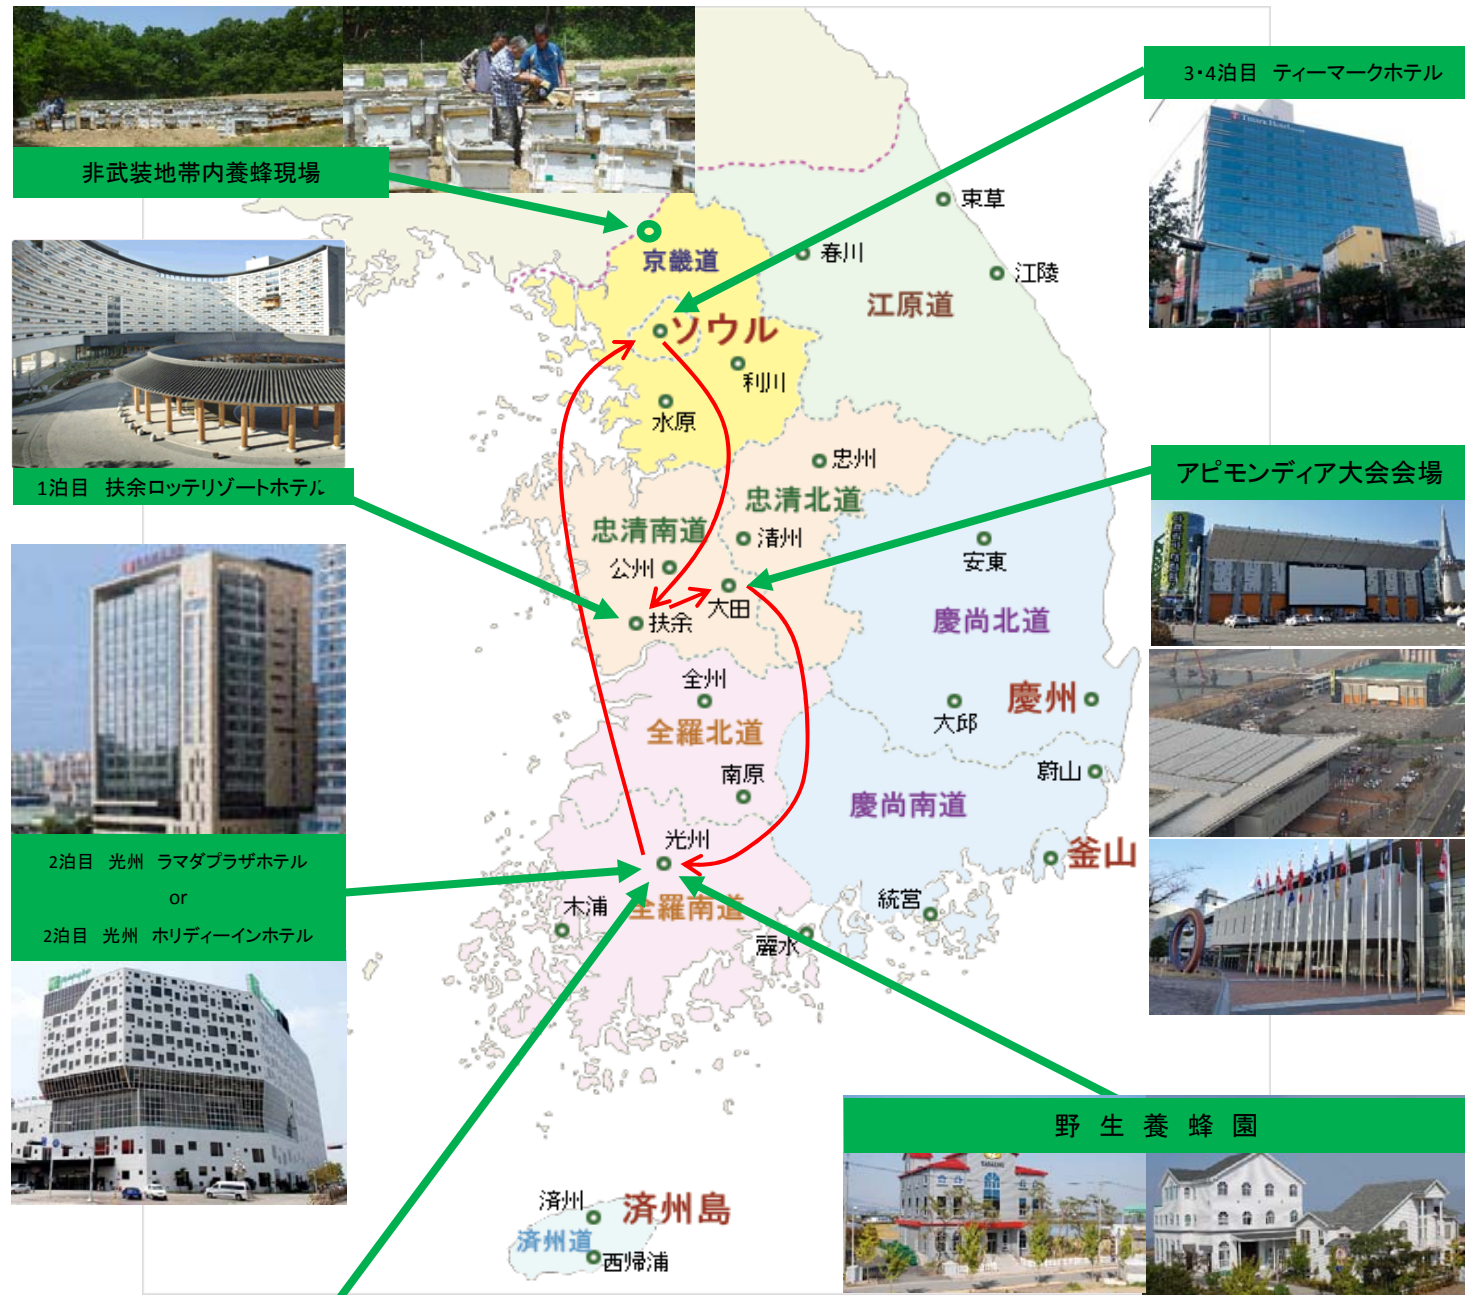 3・4泊目 ティーマークホテル
Tmark Hotel
非武装地帯内養蜂現場
束草
京畿道
春川
江陵
江原道
ソウル
利川
水原
忠州
アピモンディア大会会場
1泊目 扶余ロッテリゾートホテル
忠清北道
忠清南道
清州
安東
公州
大田
扶余
慶尚北道
全州
慶州
大邱
全羅北道
南原
蔚山
慶尚南道
光州
釜山
2泊目 光州 ラマダプラザホテル
or
2泊目 光州 ホリディーインホテル
木浦
全羅南道
統営
麗水
野生養蜂園
済州
済州島
済州道
西帰浦